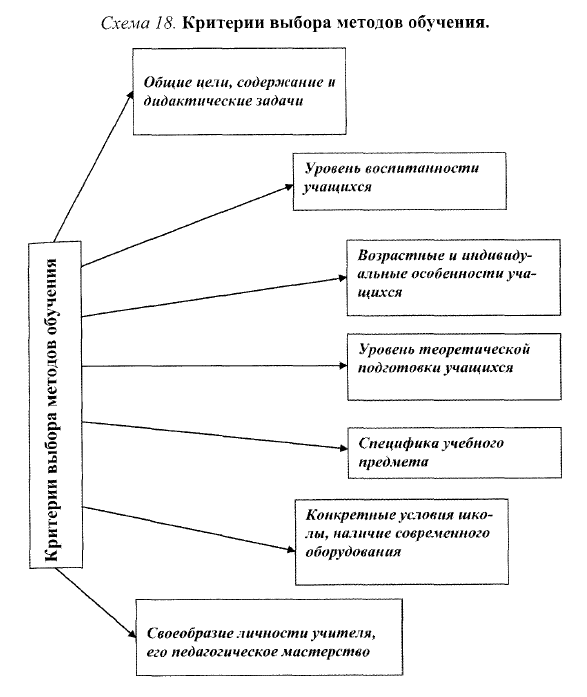 Схема 18. Критерии выбора методов обучения.
Общие цели, содержание и
дидактические задачи
Уровень воспитанности
учащихся
Возрастные и индивиду-
альные особенности уча-
щихся
Уровень теоретической
подготовки учащихся
Специфика учебного
предмета
Конкретные условия шко-
лы, наличие современного
оборудования
Своеобразие личности учителя,
его педагогическое мастерство
Критерии выбора методов обучения